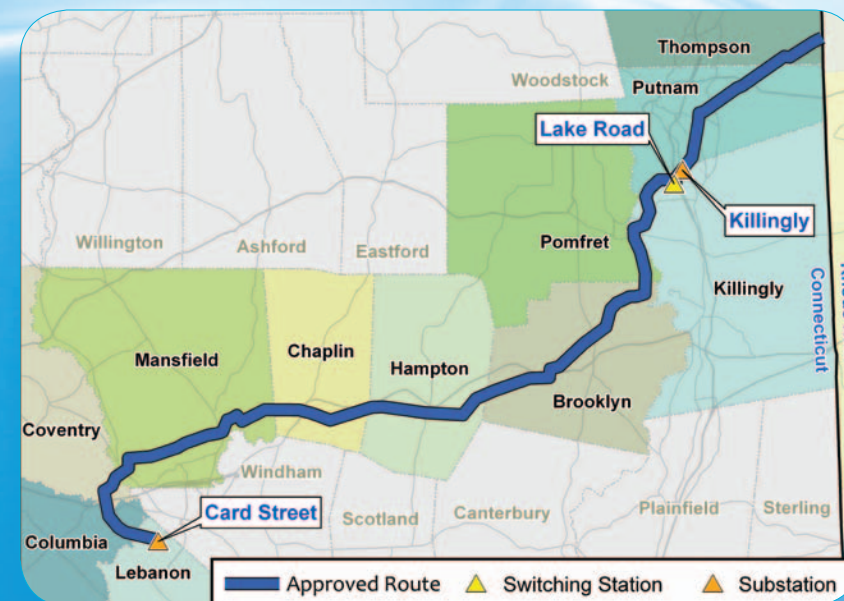 Thompson
Woodstock
Putnam
Lake Road
Killingly
Willington
Ashford
Eastford
Pomfret
Killingly
Connecticut
Mansfield
Chaplin
Hampton
Brooklyn
Coventry
Windham
Card Street
Scotland
Canterbury
Plainfield
Sterling
Columbia
Lebanon
Approved Route Switching Station Substation